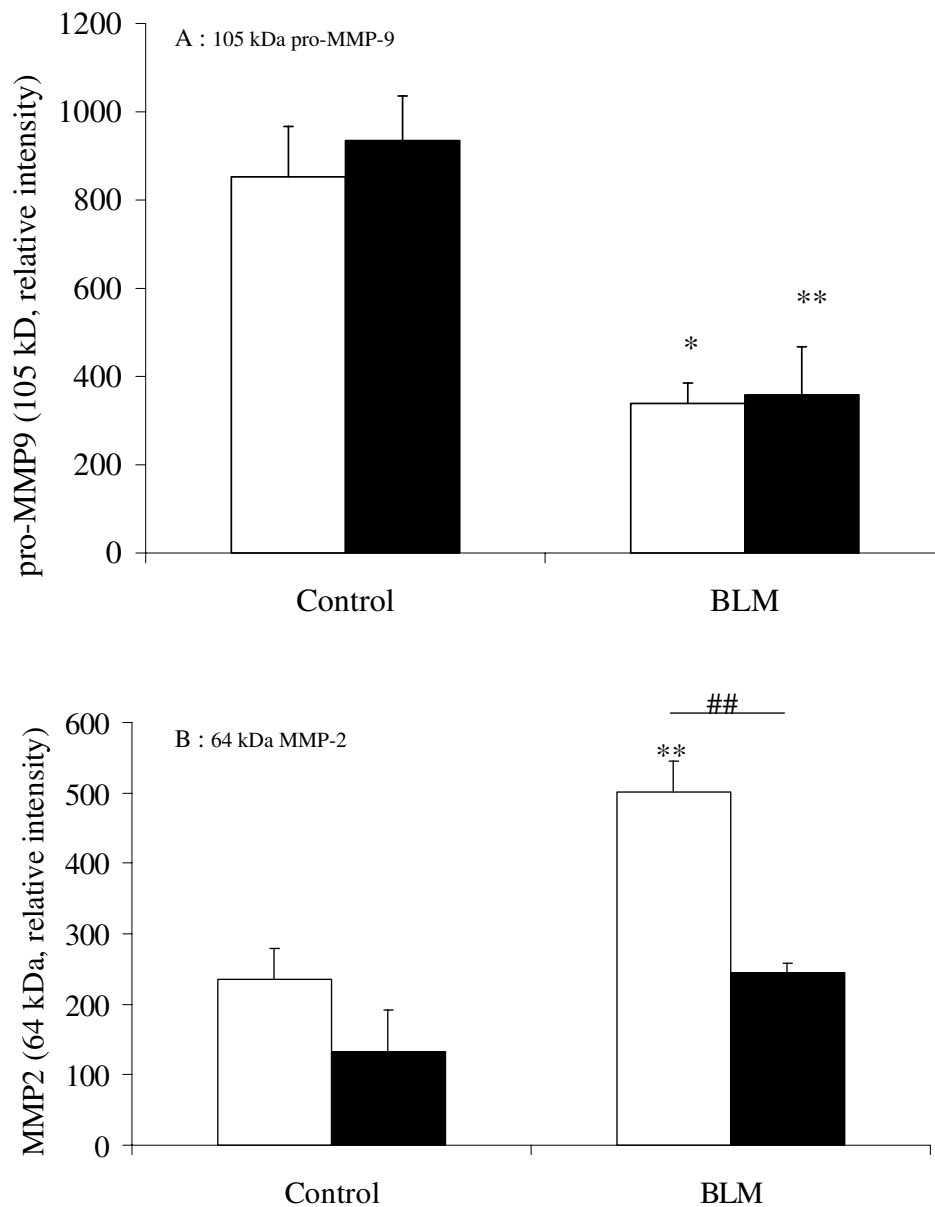 A : 105 kDa pro-MMP-9
pro-MMP9 (105 kD, relative intensity)
1200
1000
800
600
400
200
0
*
**
Control
BLM
B : 64 kDa MMP-2
MMP2 (64 kDa, relative intensity)
600
500
400
300
200
100
0
##
**
Control
BLM